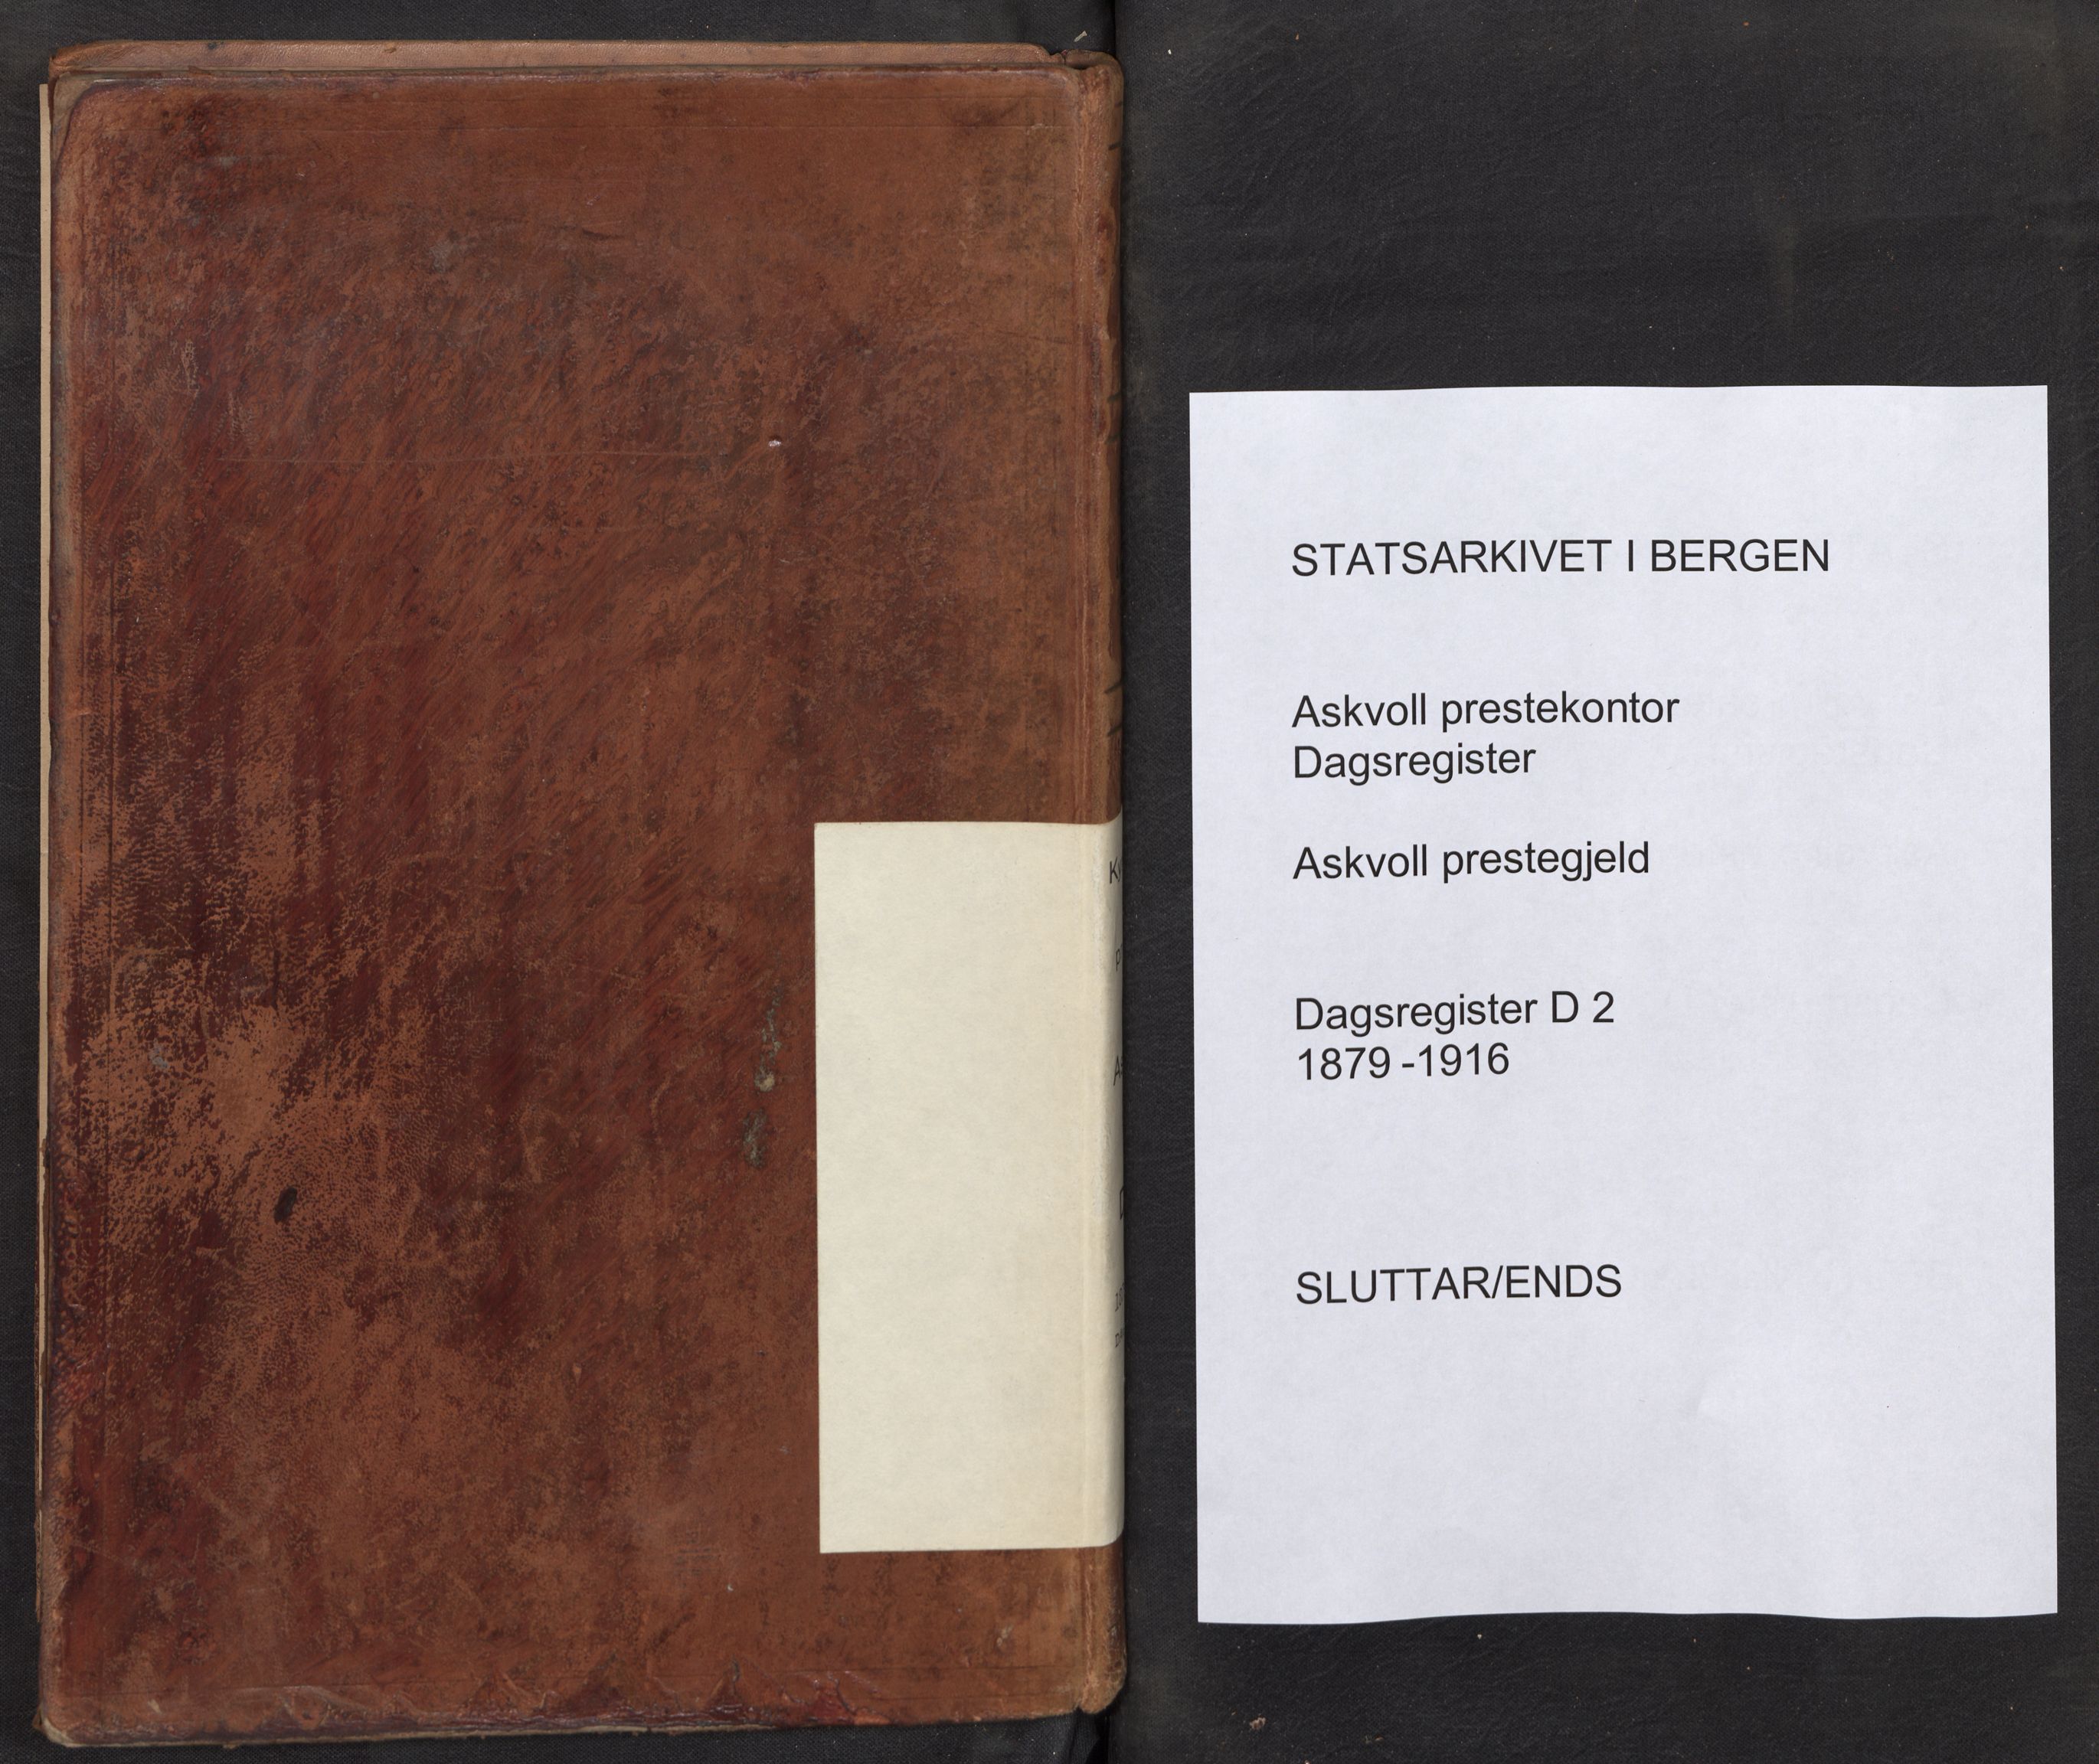 STATSARKIVET I BERGEN
Askvoll prestekontor
Dagsregister
Askvoll prestegjeld
Dagsregister D 2
1879 -1916
SLUTTAR/ENDS